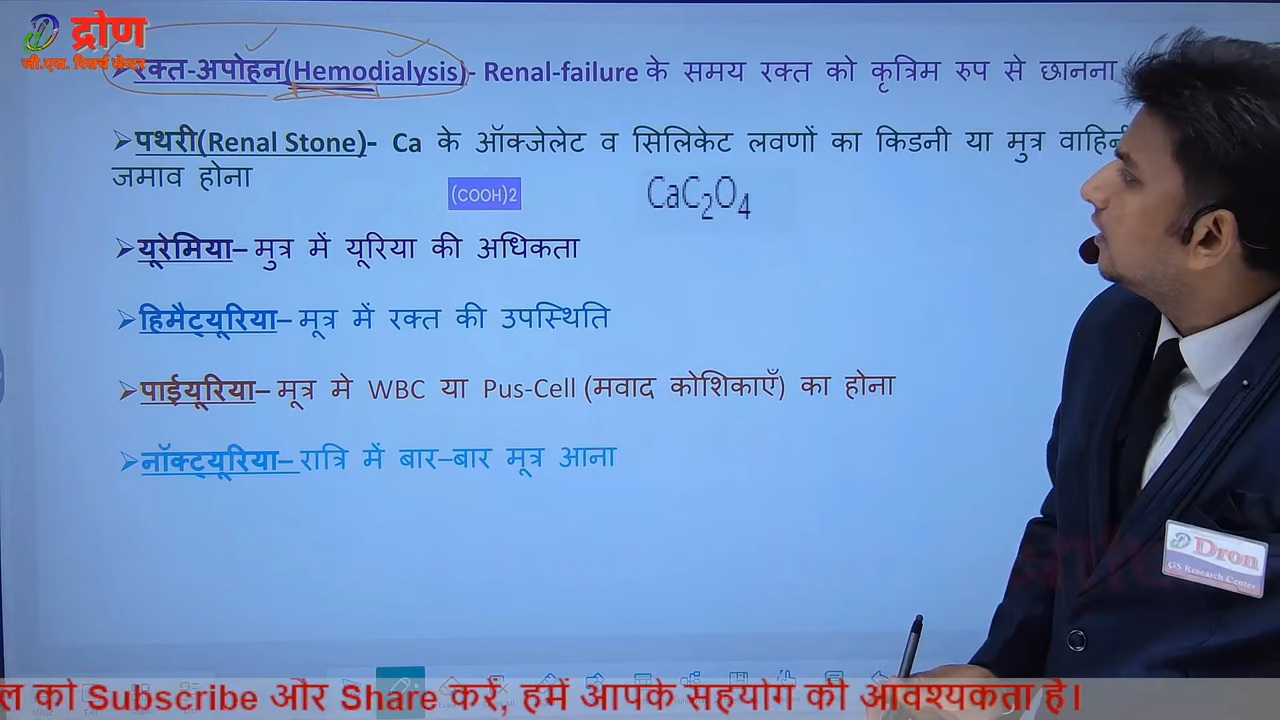 द्रोण
जी.एस. रिसर्च सेन्टर
➢रक्त-अपोहन(Hemodialysis)- Renal-failure के समय रक्त को कृत्रिम रुप से छानना
➢पथरी(Renal Stone)- Ca के ऑक्जेलेट व सिलिकेट लवणों का किडनी या मुत्र
जमाव होना
(COOH)2
CaC2O4
➢यूरेमिया– मुत्र में यूरिया की अधिकता
➢हिमैट्यूरिया– मूत्र में रक्त की उपस्थिति
➢पाईयूरिया– मूत्र मे WBC या Pus-Cell (मवाद कोशिकाएँ) का होना
➢नॉक्ट्यूरिया– रात्रि में बार–बार मूत्र आना
Dron
GS Research Center
को Subscribe और Share करें, हमें आपके सहयोग की आवश्यकता है।